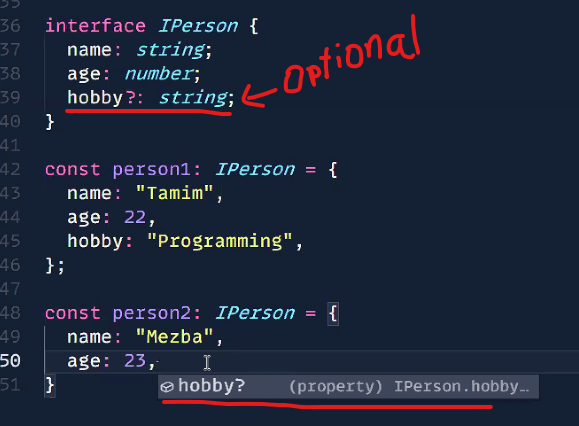 35
36 interface IPerson {
37 name: string;
38 age: number;
39 hobby?: string;
optional
40 }
41
42 const person1: IPerson = {
43 name: "Tamim",
44 age: 22,
45 hobby: "Programming",
46 };
47
48 const person2: IPerson = {
49 name: "Mezba",
50 age: 23,
51 }
hobby? (property) IPerson.hobby…